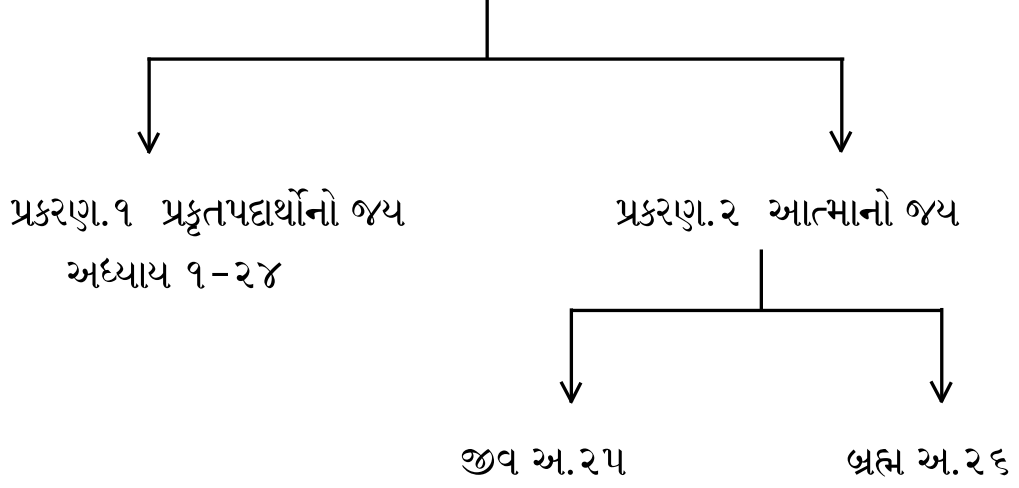 પ્રકરણ.૧ પ્રકૃતપદાર્થોનો જય
અધ્યાય ૧-૨૪
પ્રકરણ.૨ આત્માનો જય
જીવ અ.૨૫
બ્રહ્મ અ.૨૬